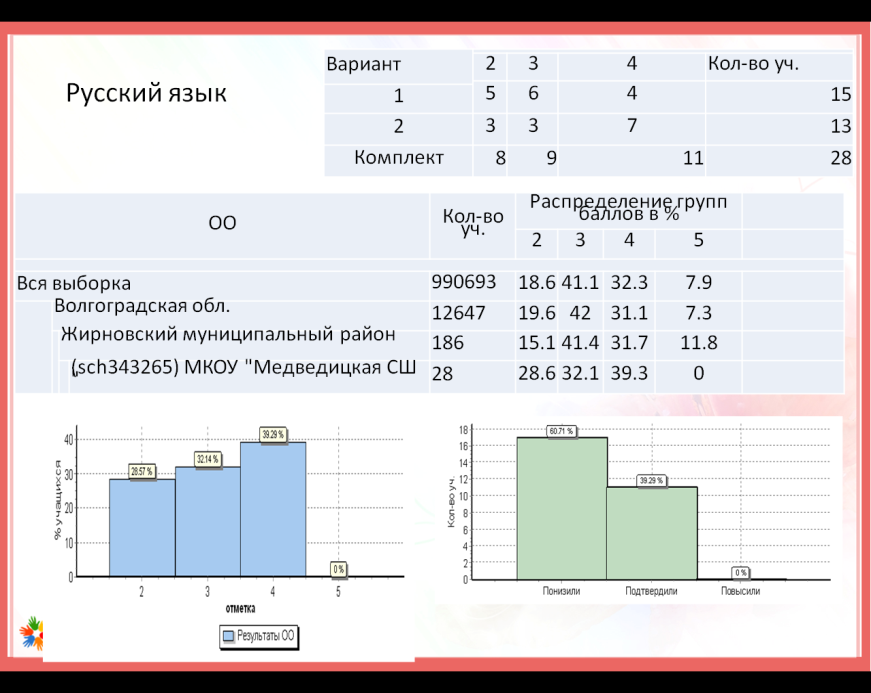 Русский язык
Вариант 2 3 4 Кол-во уч.
1 5 6 4 15
2 3 3 7 13
Комплект 8 9 11 28
ОО Кол-во уч. Распределение групп баллов в %
2 3 4 5
Вся выборка 990693 18.6 41.1 32.3 7.9
Волгоградская обл. 12647 19.6 42 31.1 7.3
Жирновский муниципальный район 186 15.1 41.4 31.7 11.8
(sch343265) МКОУ "Медведицкая СШ 28 28.6 32.1 39.3 0
% учащихся
40
30
20
10
0
28.57 %
32.14 %
39.29 %
0 %
2 3 4 5
отметка
Результаты ОО
Кол-во уч.
18
16
14
12
10
8
6
4
2
0
60.71 %
39.29 %
0 %
Понизили Подтвердили Повысили